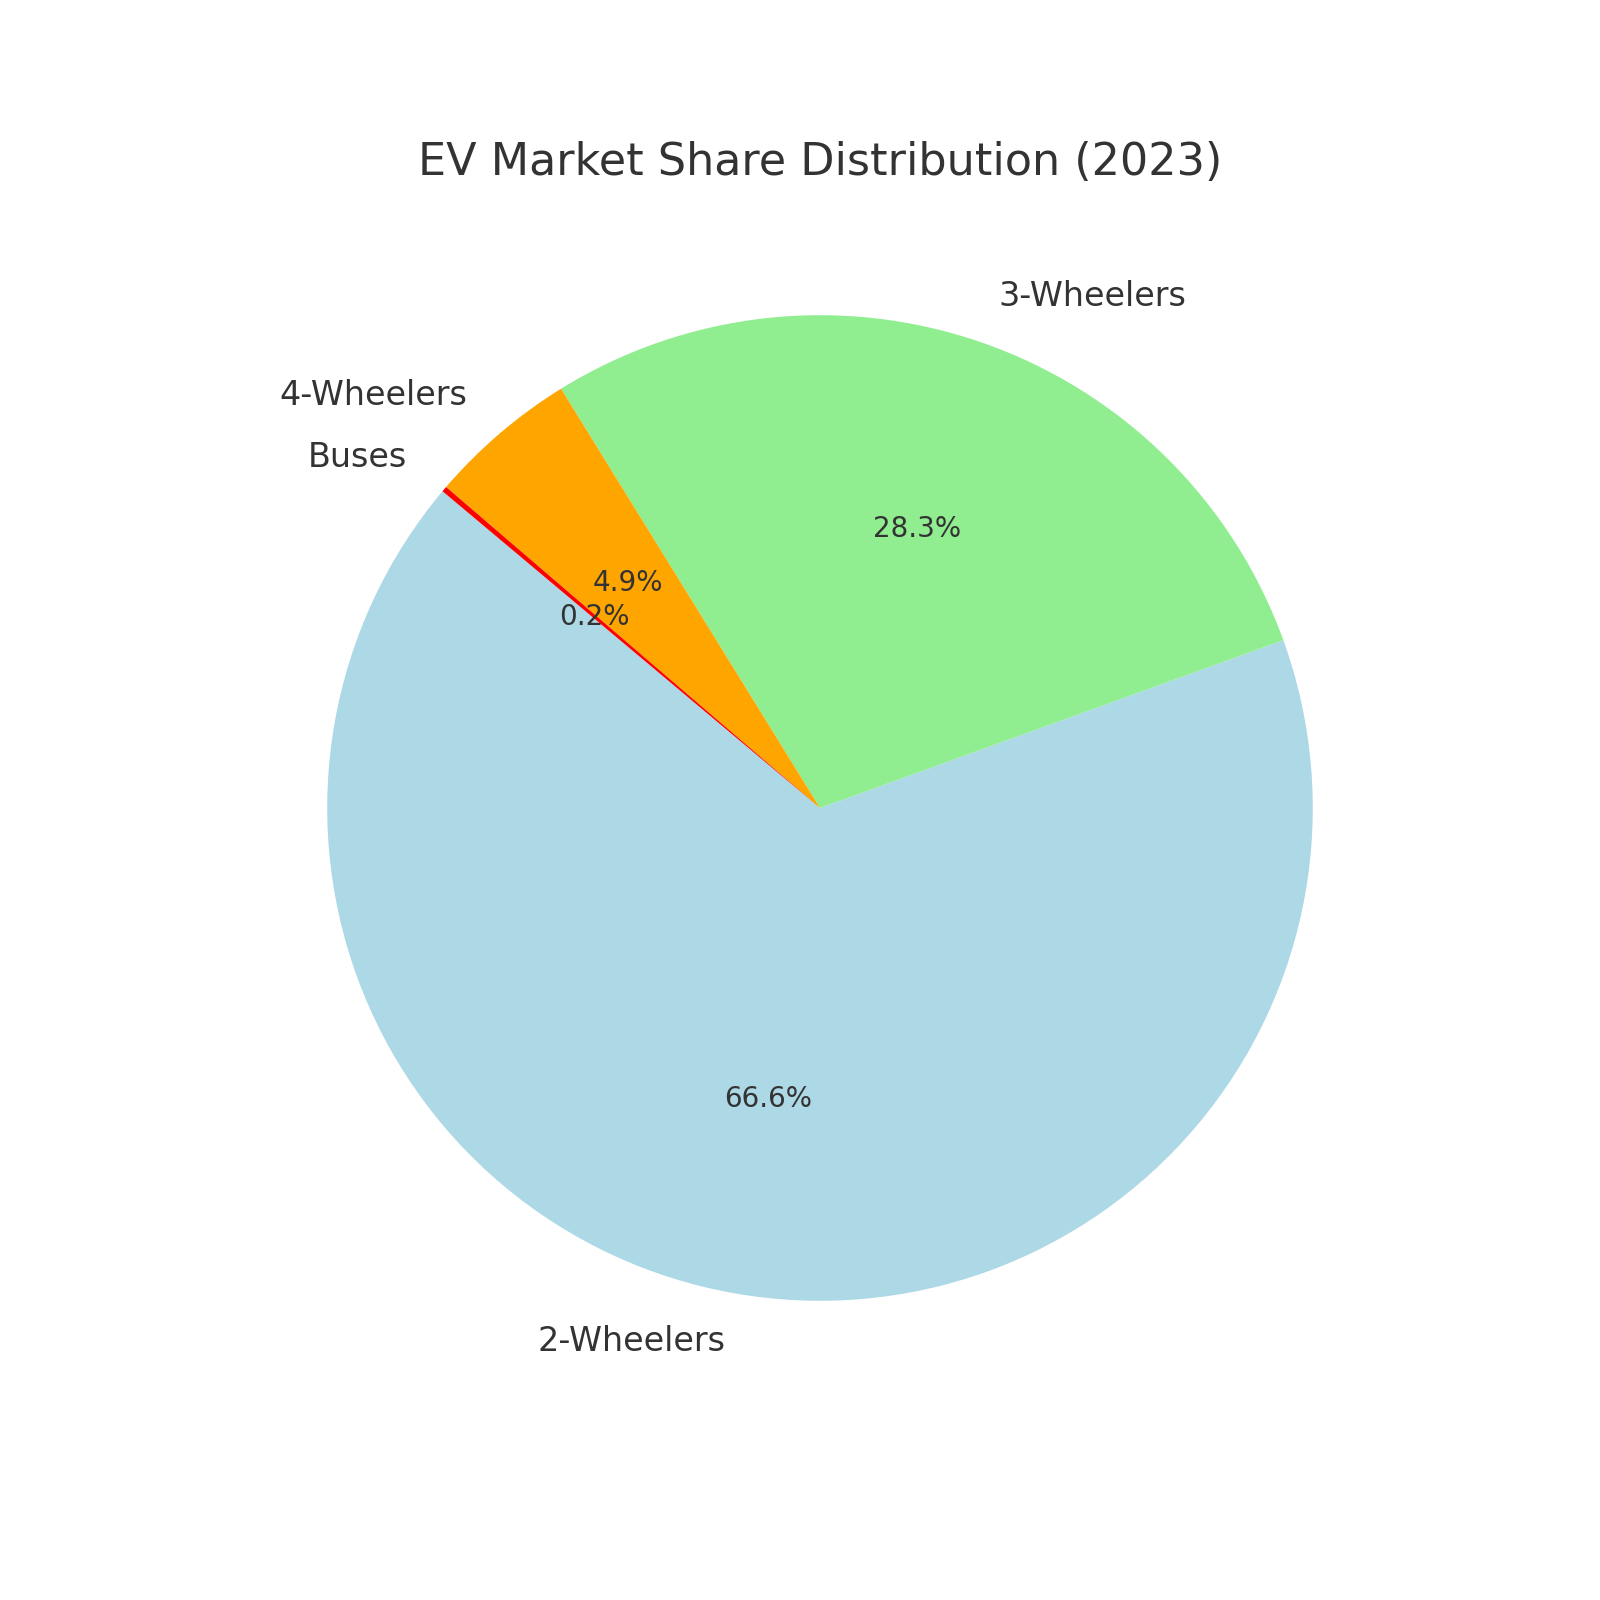 EV Market Share Distribution (2023)
3-Wheelers
4-Wheelers
Buses
28.3%
4.9%
0.2%
66.6%
2-Wheelers